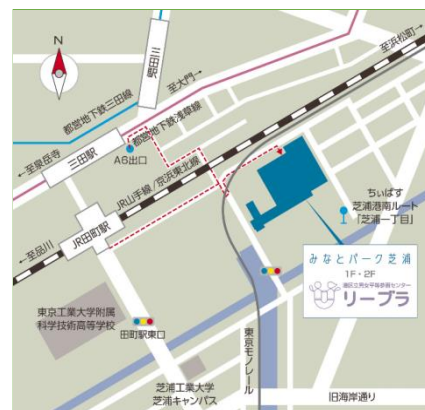 N
三田駅
至浜松町→
至大門→
都営地下鉄三田線
都営地下鉄浅草線
←至泉岳寺
三田駅
A6出口
JR山手線/京浜東北線
JR田町駅
←至品川
ちぃばす
芝浦港南ルート
「芝浦一丁目」
みなとパーク芝浦
1F・2F
港区立男女平等参画センター
リーブラ
東京工業大学附属
科学技術高等学校
田町駅東口
東京モノレール
芝浦工業大学
芝浦キャンパス
旧海岸通り